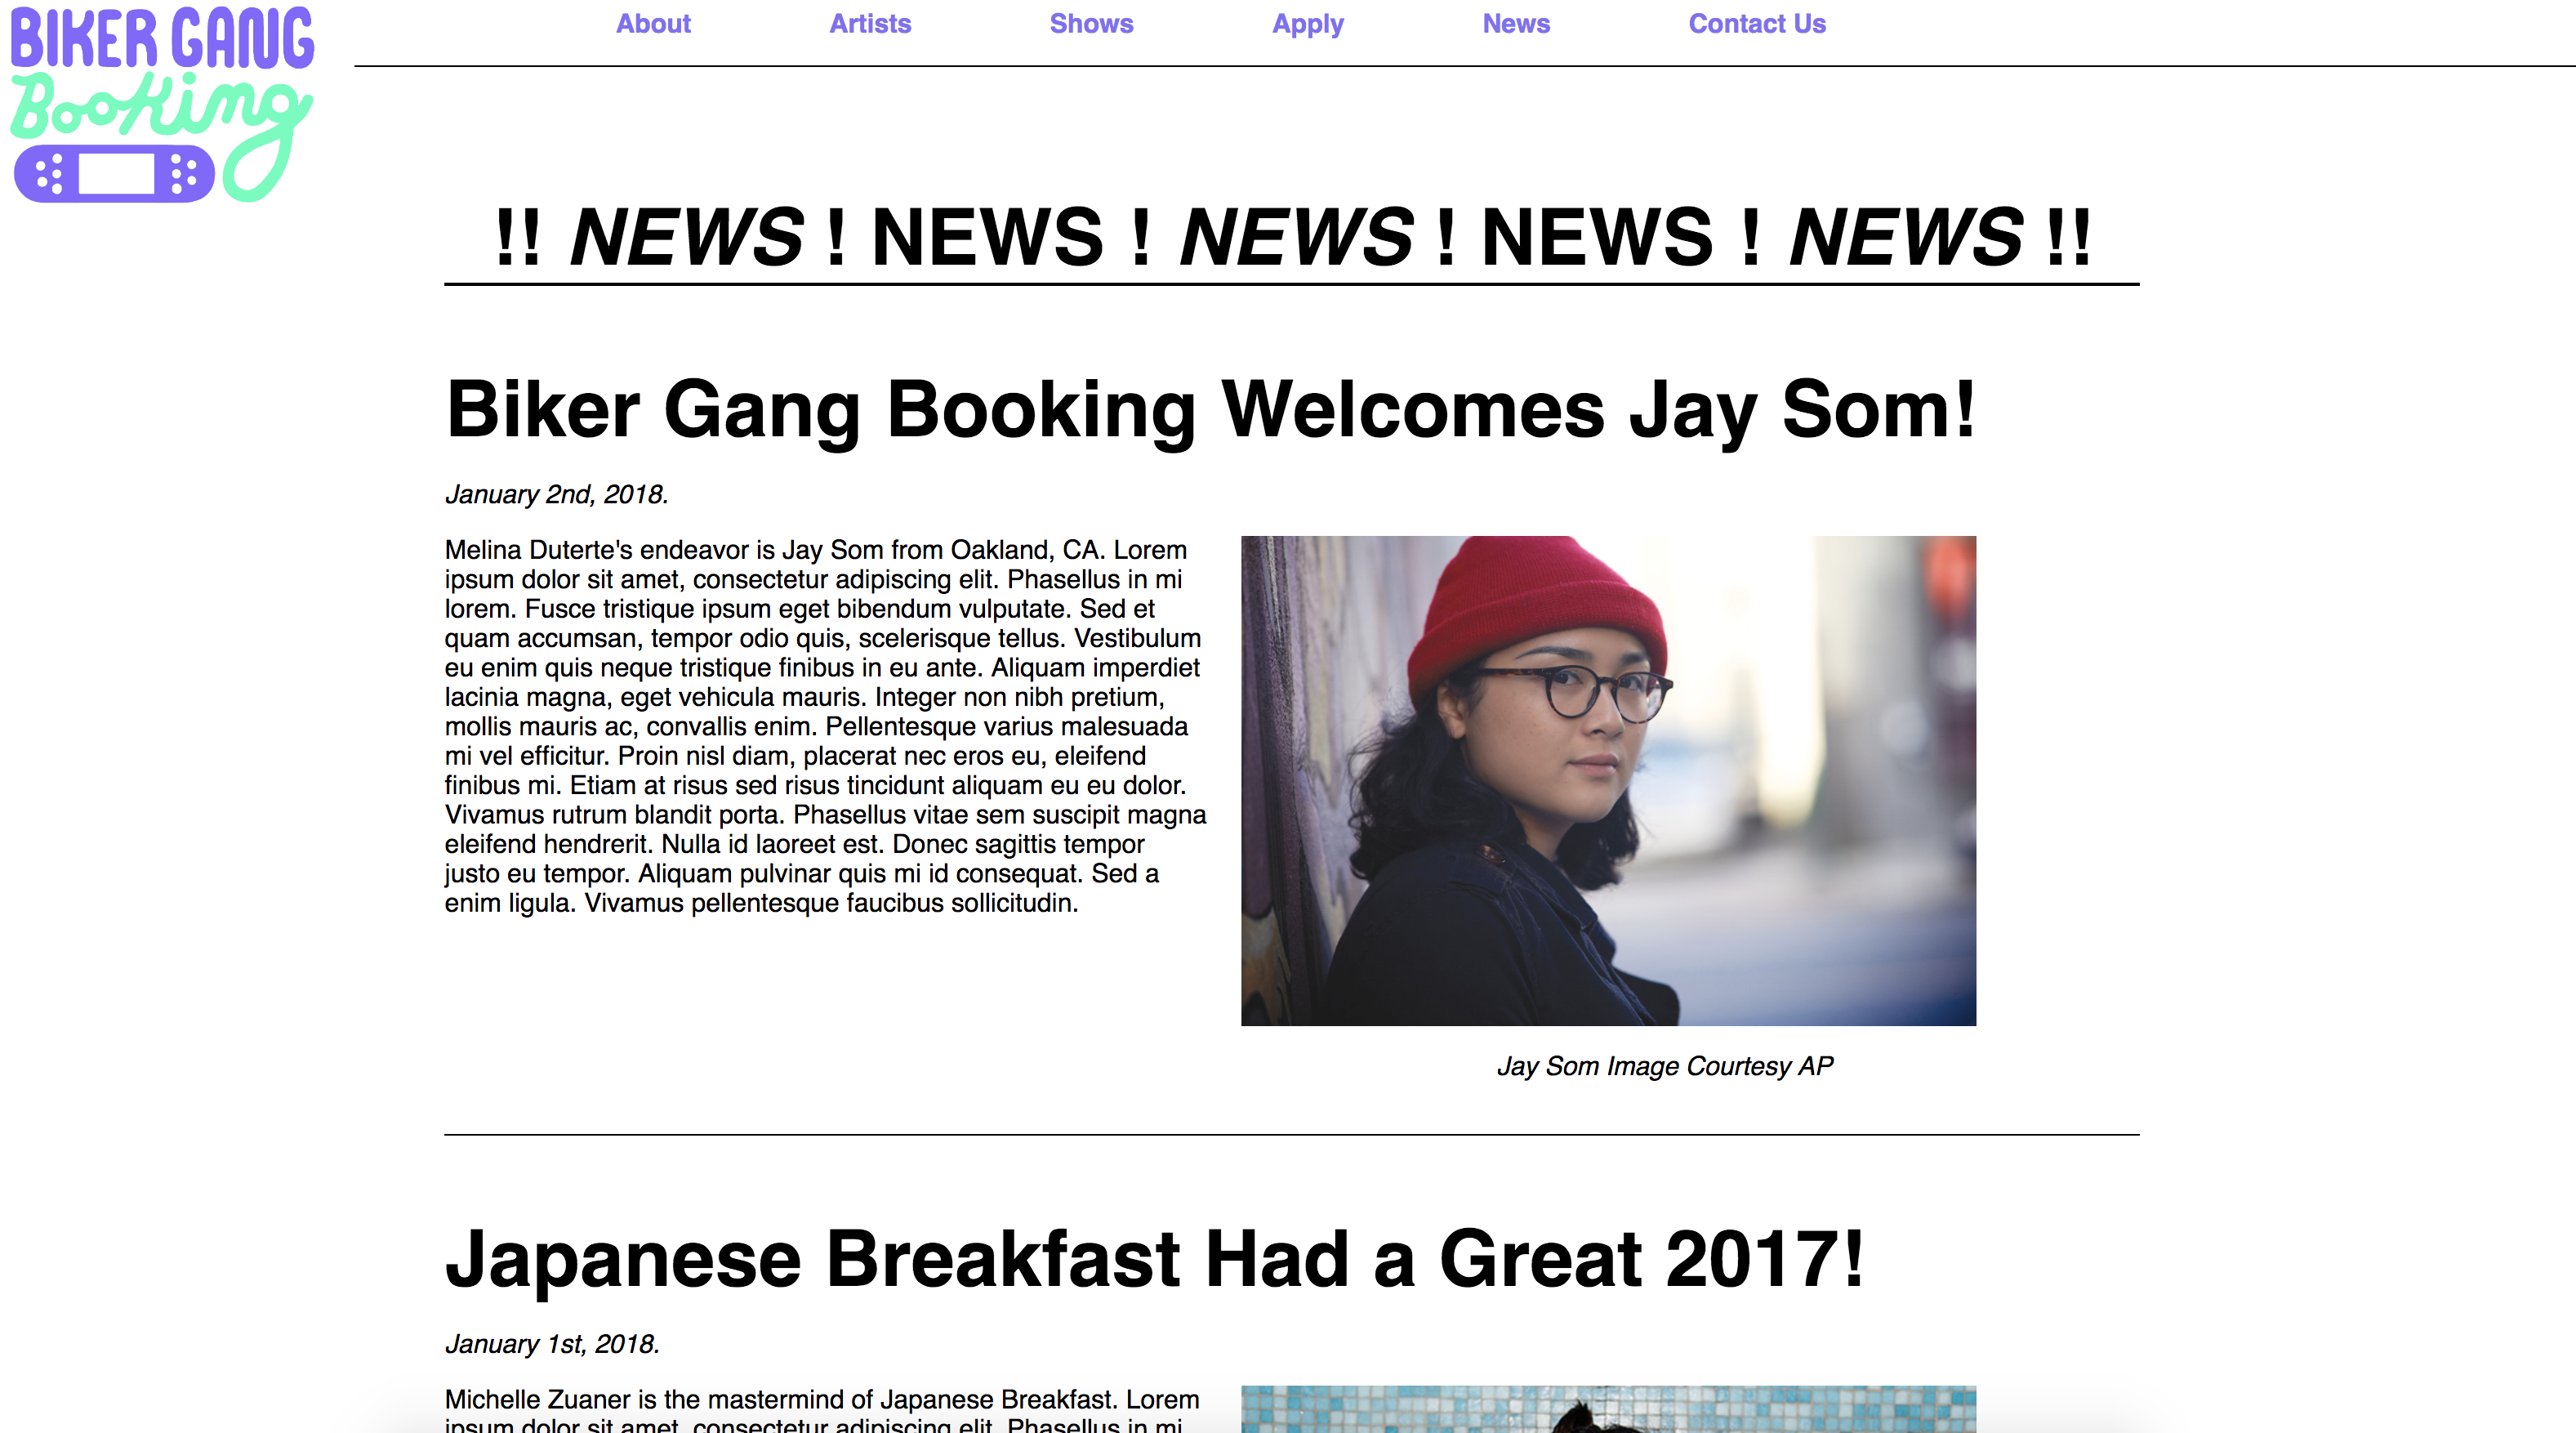 BIKER GANG
Booking
About Artists Shows Apply News Contact Us
!! NEWS ! NEWS ! NEWS ! NEWS ! NEWS !!
Biker Gang Booking Welcomes Jay Som!
January 2nd, 2018.
Melina Duterte's endeavor is Jay Som from Oakland, CA. Lorem
ipsum dolor sit amet, consectetur adipiscing elit. Phasellus in mi
lorem. Fusce tristique ipsum eget bibendum vulputate. Sed et
quam accumsan, tempor odio quis, scelerisque tellus. Vestibulum
eu enim quis neque tristique finibus in eu ante. Aliquam imperdiet
lacinia magna, eget vehicula mauris. Integer non nibh pretium,
mollis mauris ac, convallis enim. Pellentesque varius malesuada
mi vel efficitur. Proin nisl diam, placerat nec eros eu, eleifend
finibus mi. Etiam at risus sed risus tincidunt aliquam eu eu dolor.
Vivamus rutrum blandit porta. Phasellus vitae sem suscipit magna
eleifend hendrerit. Nulla id laoreet est. Donec sagittis tempor
justo eu tempor. Aliquam pulvinar quis mi id consequat. Sed a
enim ligula. Vivamus pellentesque faucibus sollicitudin.
Jay Som Image Courtesy AP
Japanese Breakfast Had a Great 2017!
January 1st, 2018.
Michelle Zuaner is the mastermind of Japanese Breakfast. Lorem
ipsum dolor sit amet, consectetur adipiscing elit. Phasellus in mi